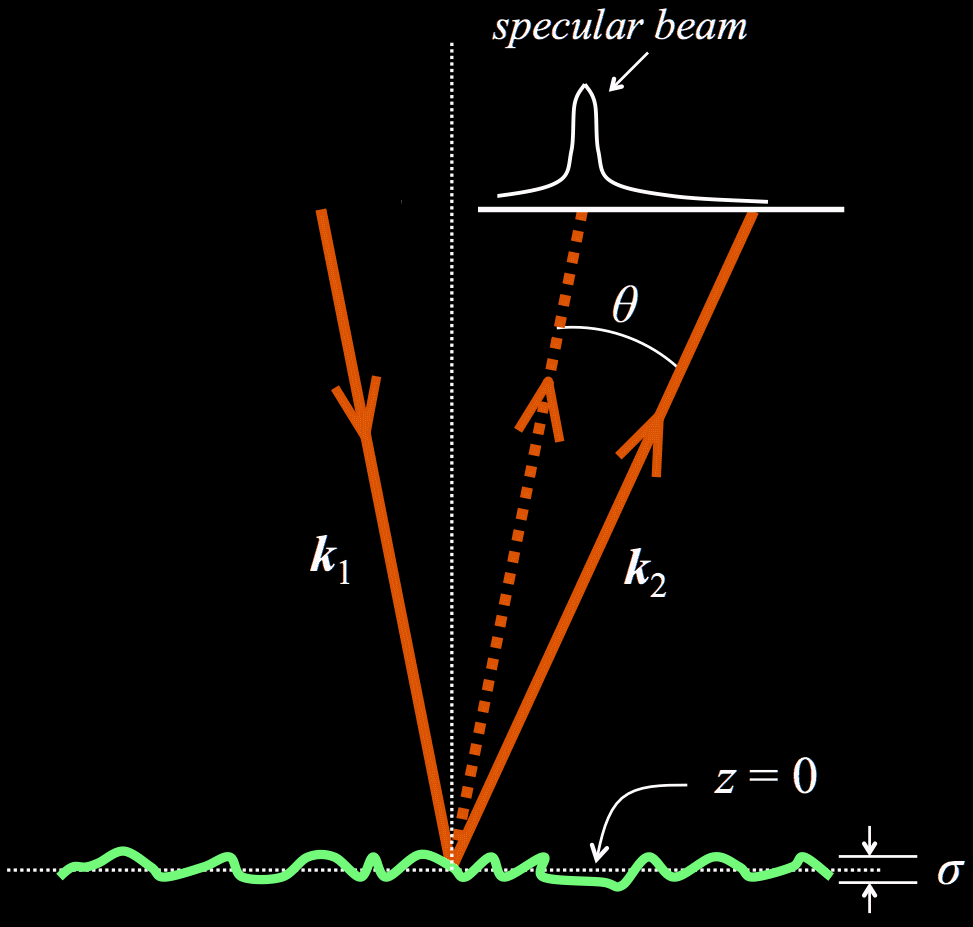 specular beam
θ
k1
k2
z = 0
σ